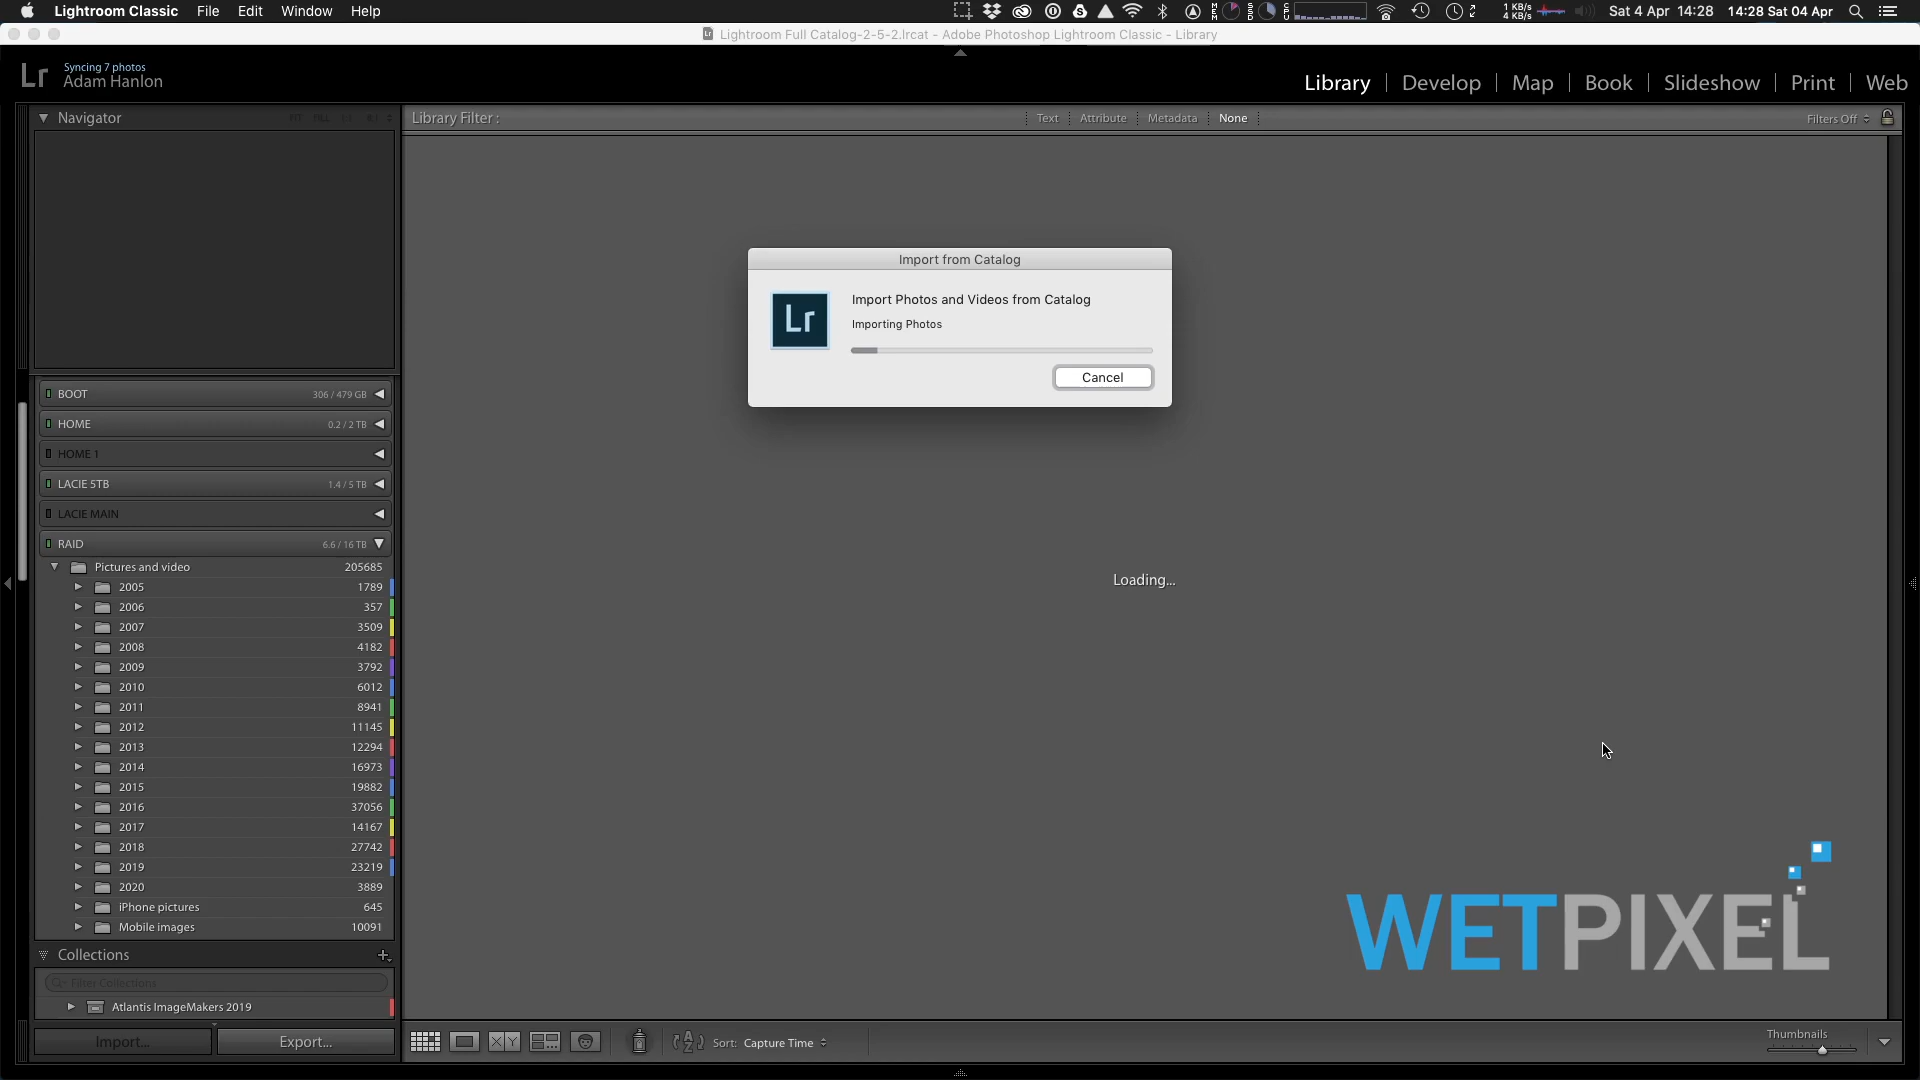 Lightroom Classic File Edit Window Help
1 KB/s
4 KB/s
Sat 4 Apr 14:28 14:28 Sat 04 Apr
Lightroom Full Catalog-2-5-2.lrcat - Adobe Photoshop Lightroom Classic - Library
Lr
Syncing 7 photos
Adam Hanlon
Library | Develop | Map | Book | Slideshow | Print | Web
Navigator
Library Filter :
Text Attribute Metadata None
Filters Off
Import from Catalog
Lr
Import Photos and Videos from Catalog
Importing Photos
Cancel
BOOT 306 / 479 GB
HOME 0.2 / 2 TB
HOME 1
LACIE 5TB 1.4 / 5 TB
LACIE MAIN
RAID 6.6 / 16 TB
Pictures and video 205685
2005 1789
2006 357
2007 3509
2008 4182
2009 3792
2010 6012
2011 8941
2012 11145
2013 12294
2014 16973
2015 19882
2016 37056
2017 14167
2018 27742
2019 23219
2020 3889
iPhone pictures 645
Mobile images 10091
Loading...
WETPIXEL
Collections
Filter Collections
Atlantis ImageMakers 2019
Import... Export...
Sort: Capture Time
Thumbnails